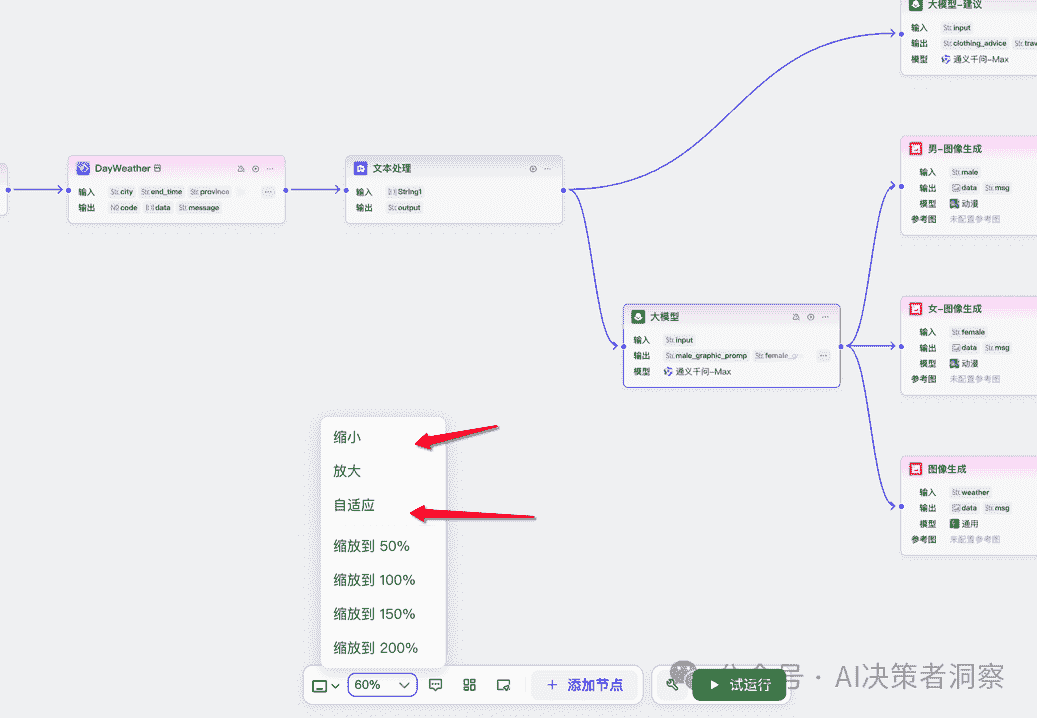 大模型-建议
输入 Str. input
输出 Str. clothing_advice Str.
模型 通义千问-Max
DayWeather
输入 Str. city Str. end_time Str. province
输出 code data Str. message
文本处理
输入 String1
输出 Str. output
男-图像生成
输入 Str. male
输出 data Str. msg
模型 动漫
参考图 未配置参考图
女-图像生成
输入 Str. female
输出 data Str. msg
模型 动漫
参考图 未配置参考图
大模型
输入 Str. input
输出 Str. male_graphic_promp Str. female_gr
模型 通义千问-Max
图像生成
输入 Str. weather
输出 data Str. msg
模型 通用
参考图 未配置参考图
缩小
放大
自适应
缩放到 50%
缩放到 100%
缩放到 150%
缩放到 200%
60%
+ 添加节点
试运行
公众号 · AI决策者洞察